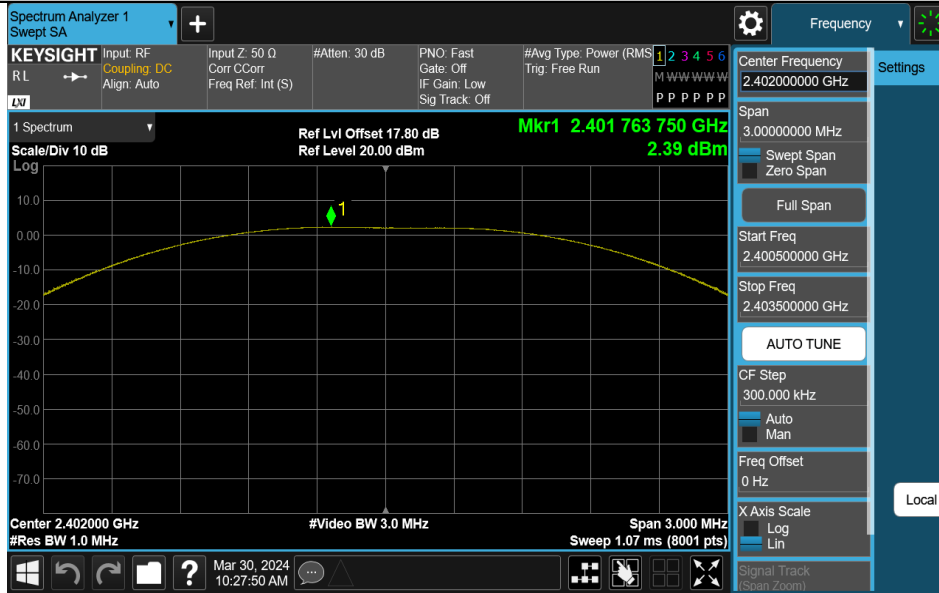 Spectrum Analyzer 1
Swept SA
+
Frequency
KEYSIGHT
RL
LXI
Input: RF
Coupling: DC
Align: Auto
Input Z: 50 Ω
Corr CCorr
Freq Ref: Int (S)
#Atten: 30 dB
PNO: Fast
Gate: Off
IF Gain: Low
Sig Track: Off
#Avg Type: Power (RMS
Trig: Free Run
1 2 3 4 5 6
M W W W W W
P P P P P P
1 Spectrum
Scale/Div 10 dB
Log
Ref Lvl Offset 17.80 dB
Ref Level 20.00 dBm
Mkr1 2.401 763 750 GHz
2.39 dBm
1
10.0
0.00
-10.0
-20.0
-30.0
-40.0
-50.0
-60.0
-70.0
Center 2.402000 GHz
#Res BW 1.0 MHz
#Video BW 3.0 MHz
Span 3.000 MHz
Sweep 1.07 ms (8001 pts)
Mar 30, 2024
10:27:50 AM
?
Center Frequency
2.402000000 GHz
Span
3.00000000 MHz
Swept Span
Zero Span
Full Span
Start Freq
2.400500000 GHz
Stop Freq
2.403500000 GHz
AUTO TUNE
CF Step
300.000 kHz
Auto
Man
Freq Offset
0 Hz
X Axis Scale
Log
Lin
Signal Track
(Span Zoom)
Settings
Local